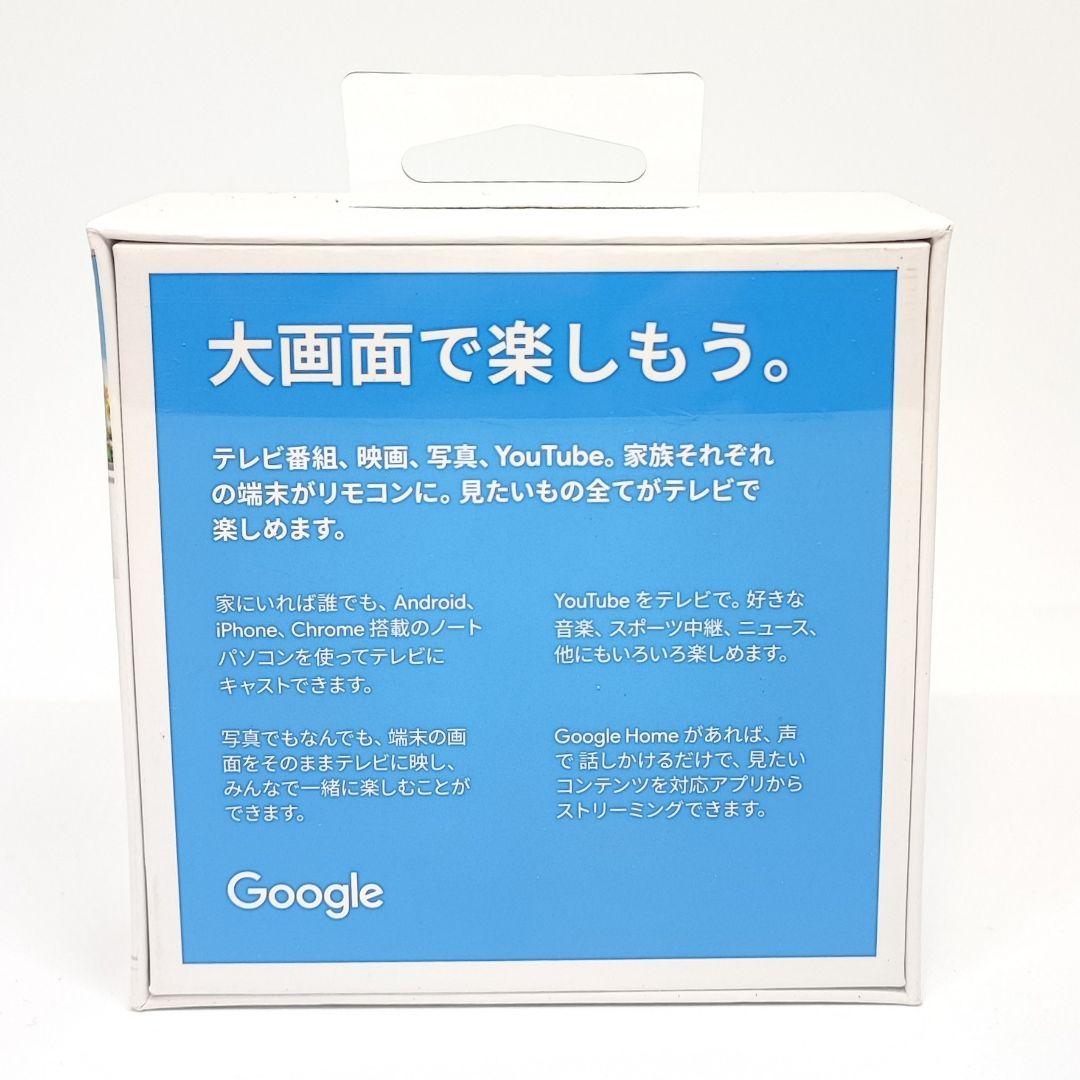 大画面で楽しもう。
テレビ番組、映画、写真、YouTube。家族それぞれ
の端末がリモコンに。見たいもの全てがテレビで
楽しめます。
家にいれば誰でも、Android、
iPhone、Chrome 搭載のノート
パソコンを使ってテレビに
キャストできます。
写真でもなんでも、端末の画
面をそのままテレビに映し、
みんなで一緒に楽しむことが
できます。
YouTube をテレビで。好きな
音楽、スポーツ中継、ニュース、
他にもいろいろ楽しめます。
Google Home があれば、声
で 話しかけるだけで、見たい
コンテンツを対応アプリから
ストリーミングできます。
Google